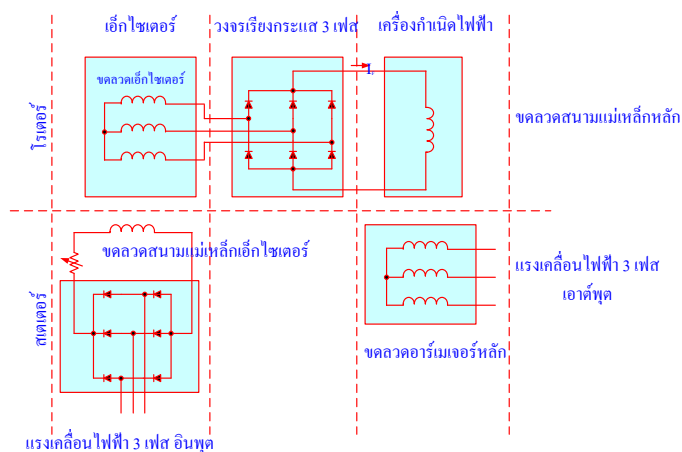 เอ็กไซเตอร์
วงจรเรียงกระแส 3 เฟส
เครื่องกำเนิดไฟฟ้า
I
ขดลวดเอ็กไซเตอร์
โรเตอร์
ขดลวดสนามแม่เหล็กหลัก
ขดลวดสนามแม่เหล็กเอ็กไซเตอร์
สเตเตอร์
แรงเคลื่อนไฟฟ้า 3 เฟส
เอาต์พุต
ขดลวดอาร์เมเจอร์หลัก
แรงเคลื่อนไฟฟ้า 3 เฟส อินพุต